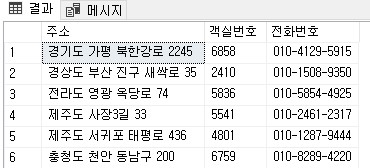 결과 메시지
주소 객실번호 전화번호
1 경기도 가평 북한강로 2245 6858 010-4129-5915
2 경상도 부산 진구 새싹로 35 2410 010-1508-9350
3 전라도 영광 옥당로 74 5836 010-5854-4925
4 제주도 사장3길 33 5541 010-2461-2317
5 제주도 서귀포 태평로 436 4801 010-1287-9444
6 충청도 천안 동남구 200 6759 010-8289-4220